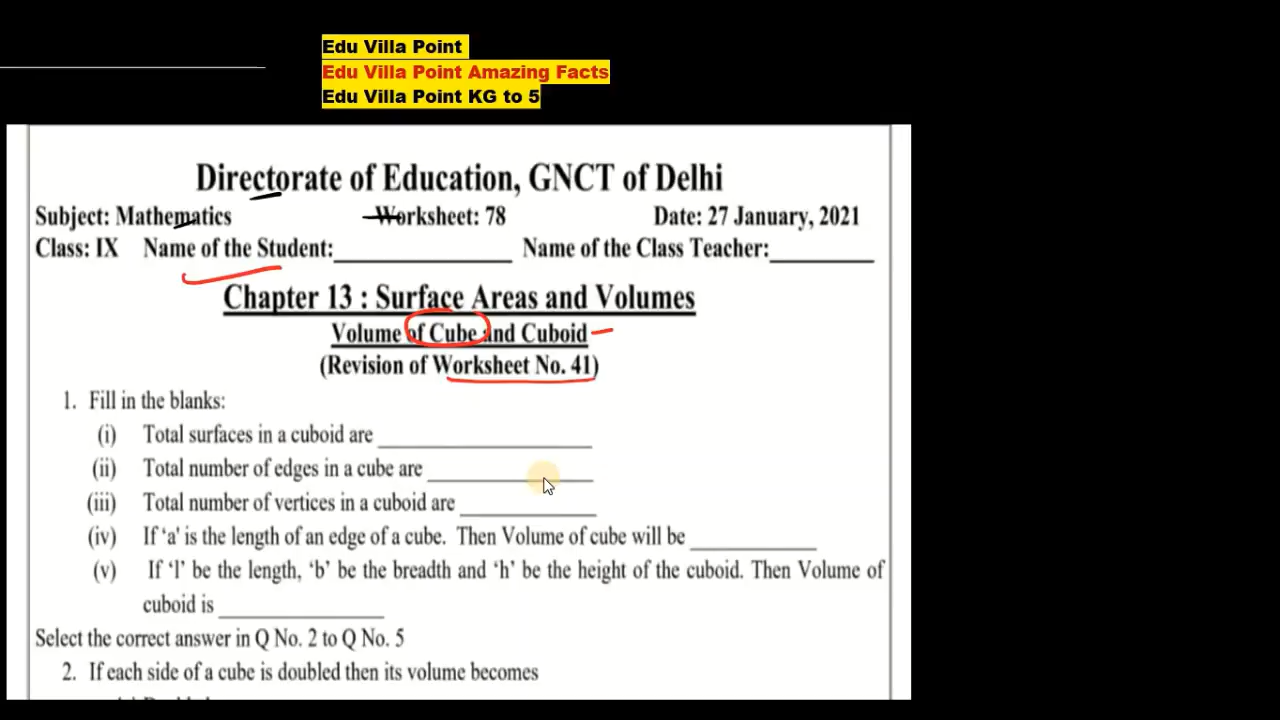 Edu Villa Point
Edu Villa Point Amazing Facts
Edu Villa Point KG to 5
Directorate of Education, GNCT of Delhi
Subject: Mathematics Worksheet: 78 Date: 27 January, 2021
Class: IX Name of the Student:____________ Name of the Class Teacher:________
Chapter 13 : Surface Areas and Volumes
Volume of Cube and Cuboid
(Revision of Worksheet No. 41)
1. Fill in the blanks:
(i) Total surfaces in a cuboid are ________________
(ii) Total number of edges in a cube are ____________
(iii) Total number of vertices in a cuboid are __________
(iv) If ‘a’ is the length of an edge of a cube. Then Volume of cube will be _________
(v) If ‘l’ be the length, ‘b’ be the breadth and ‘h’ be the height of the cuboid. Then Volume of
cuboid is ____________
Select the correct answer in Q No. 2 to Q No. 5
2. If each side of a cube is doubled then its volume becomes